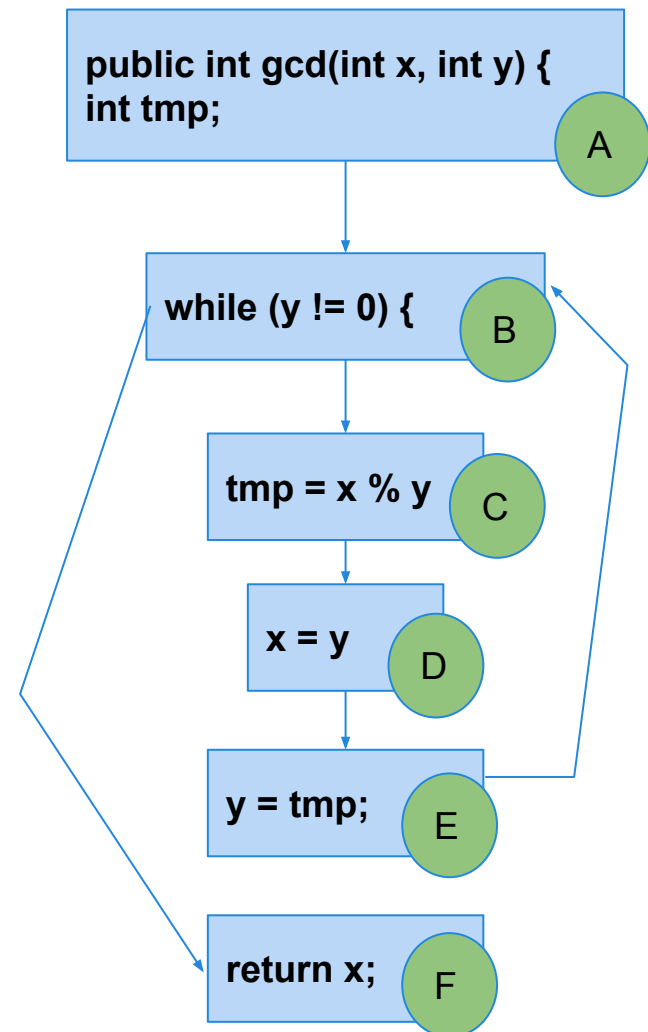 public int gcd(int x, int y) {
int tmp;
A
while (y != 0) {
B
tmp = x % y
C
x = y
D
y = tmp;
E
return x;
F